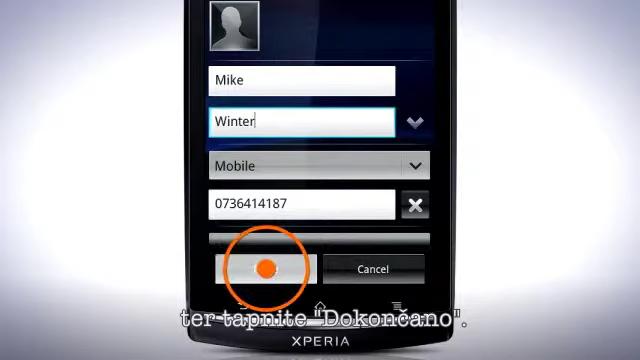 Mike
Winter
Mobile
0736414187
Cancel
ter tapnite "Dokončano".
XPERIA